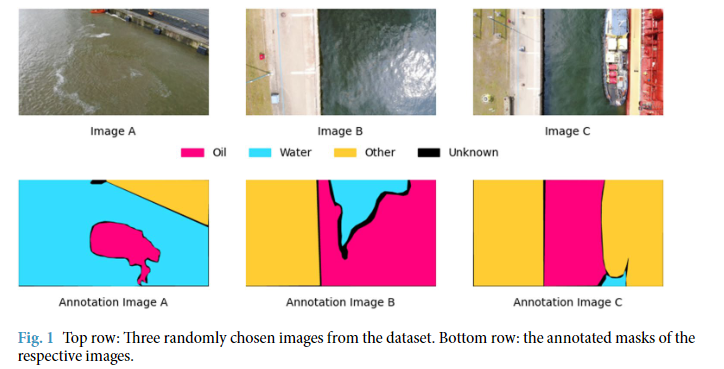 Image A
Image B
Image C
Oil
Water
Other
Unknown
Annotation Image A
Annotation Image B
Annotation Image C
Fig. 1 Top row: Three randomly chosen images from the dataset. Bottom row: the annotated masks of the
respective images.